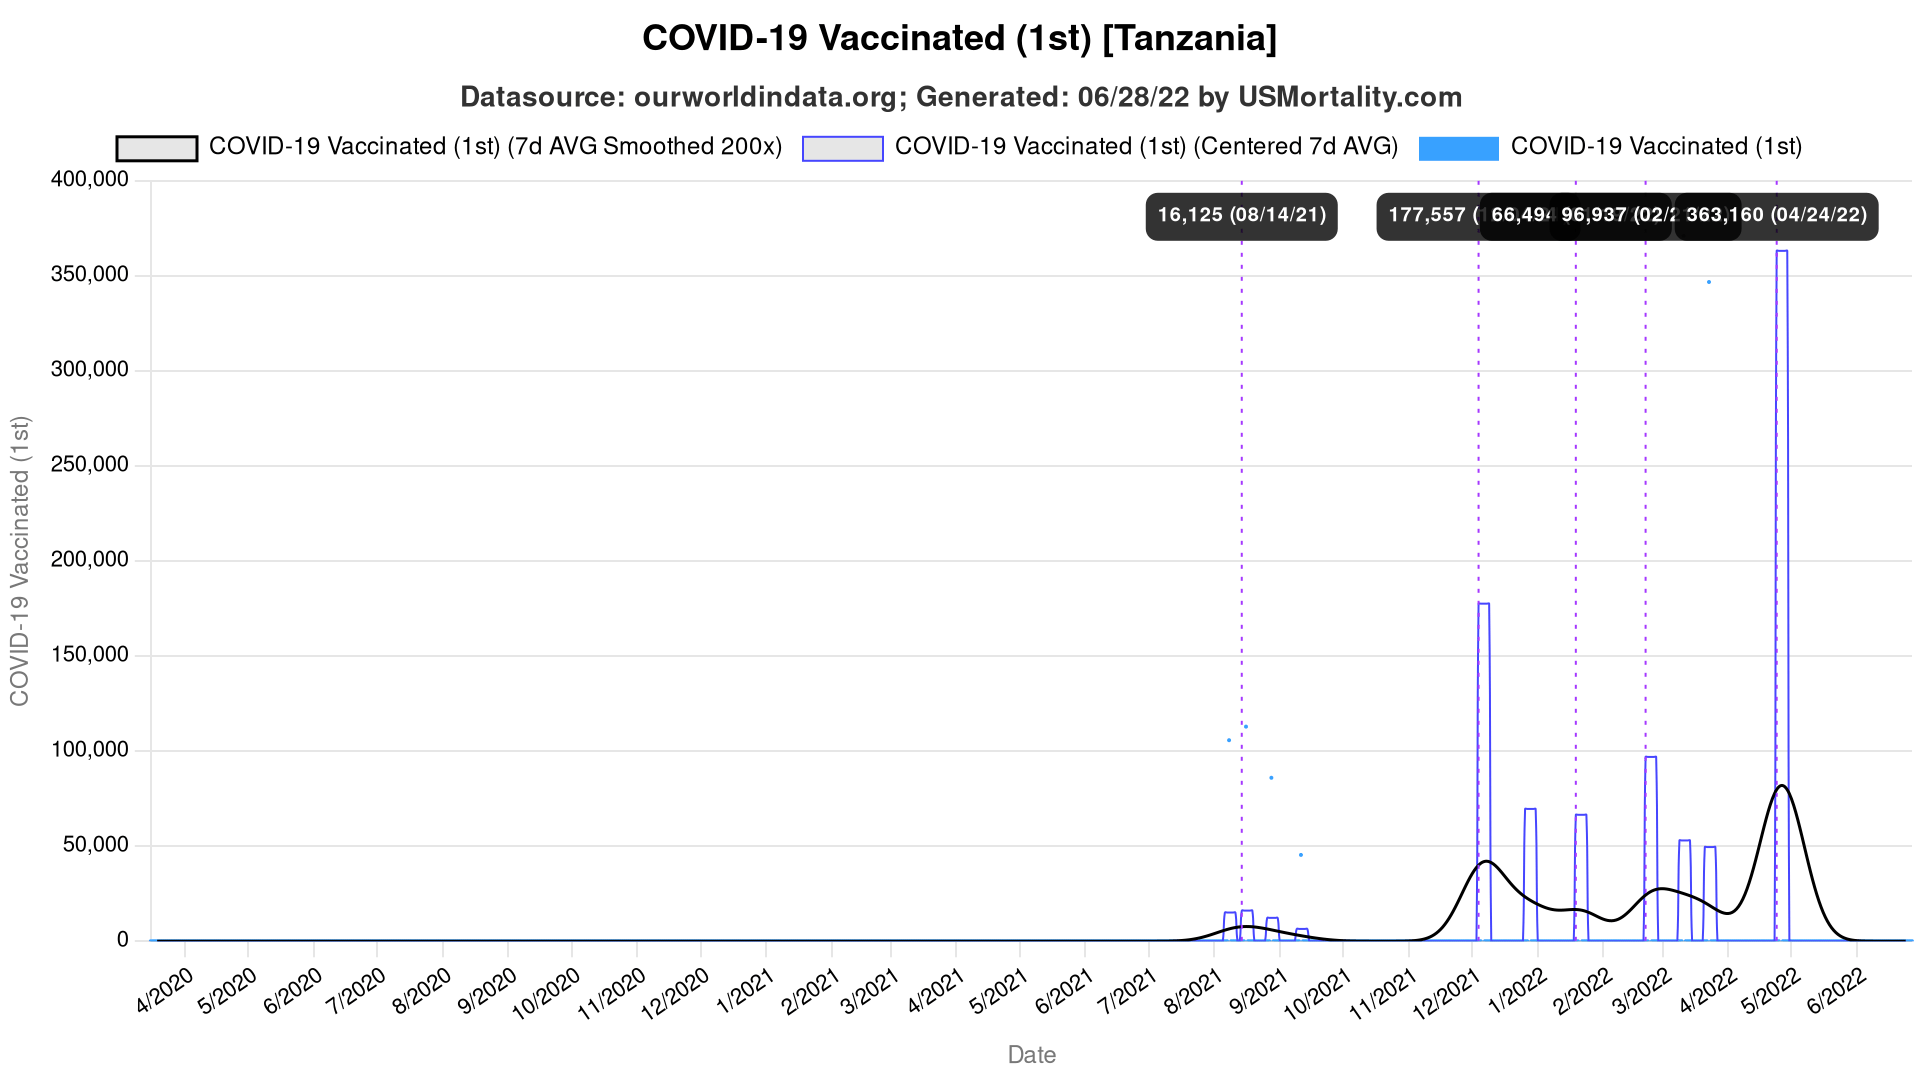 COVID-19 Vaccinated (1st) [Tanzania]
Datasource: ourworldindata.org; Generated: 06/28/22 by USMortality.com
COVID-19 Vaccinated (1st) (7d AVG Smoothed 200x) COVID-19 Vaccinated (1st) (Centered 7d AVG) COVID-19 Vaccinated (1st)
400,000
16,125 (08/14/21) 177,557 ( 66,494 96,937 (02/2 363,160 (04/24/22)
350,000
300,000
250,000
200,000
150,000
100,000
50,000
0
COVID-19 Vaccinated (1st)
4/2020 5/2020 6/2020 7/2020 8/2020 9/2020 10/2020 11/2020 12/2020 1/2021 2/2021 3/2021 4/2021 5/2021 6/2021 7/2021 8/2021 9/2021 10/2021 11/2021 12/2021 1/2022 2/2022 3/2022 4/2022 5/2022 6/2022
Date